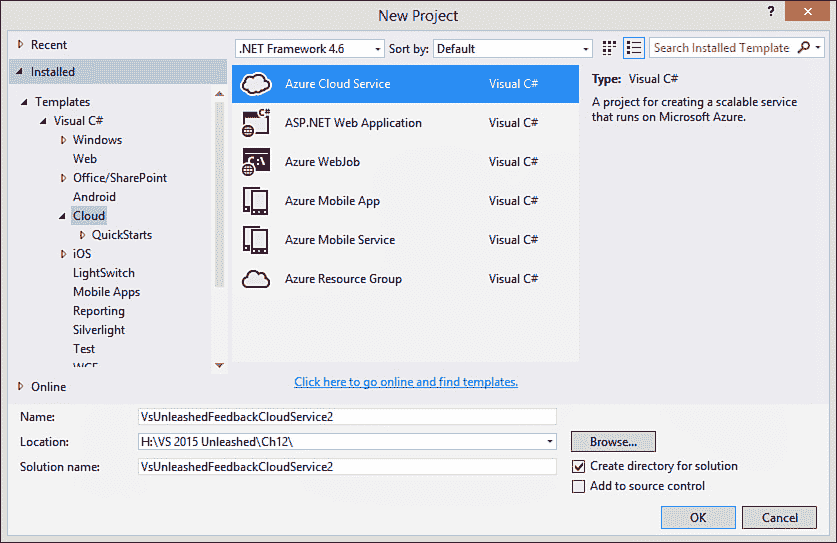 New Project
?
Recent
Installed
Templates
Visual C#
Windows
Web
Office/SharePoint
Android
Cloud
QuickStarts
iOS
LightSwitch
Mobile Apps
Reporting
Silverlight
Test
WCF
Online
.NET Framework 4.6 Sort by: Default
Search Installed Template
Azure Cloud Service Visual C#
C# ASP.NET Web Application Visual C#
C:\ Azure WebJob Visual C#
Azure Mobile App Visual C#
Azure Mobile Service Visual C#
Azure Resource Group Visual C#
Click here to go online and find templates.
Type: Visual C#
A project for creating a scalable service
that runs on Microsoft Azure.
Name: VsUnleashedFeedbackCloudService2
Location: H:\VS 2015 Unleashed\Ch12\ Browse...
Solution name: VsUnleashedFeedbackCloudService2
Create directory for solution
Add to source control
OK Cancel